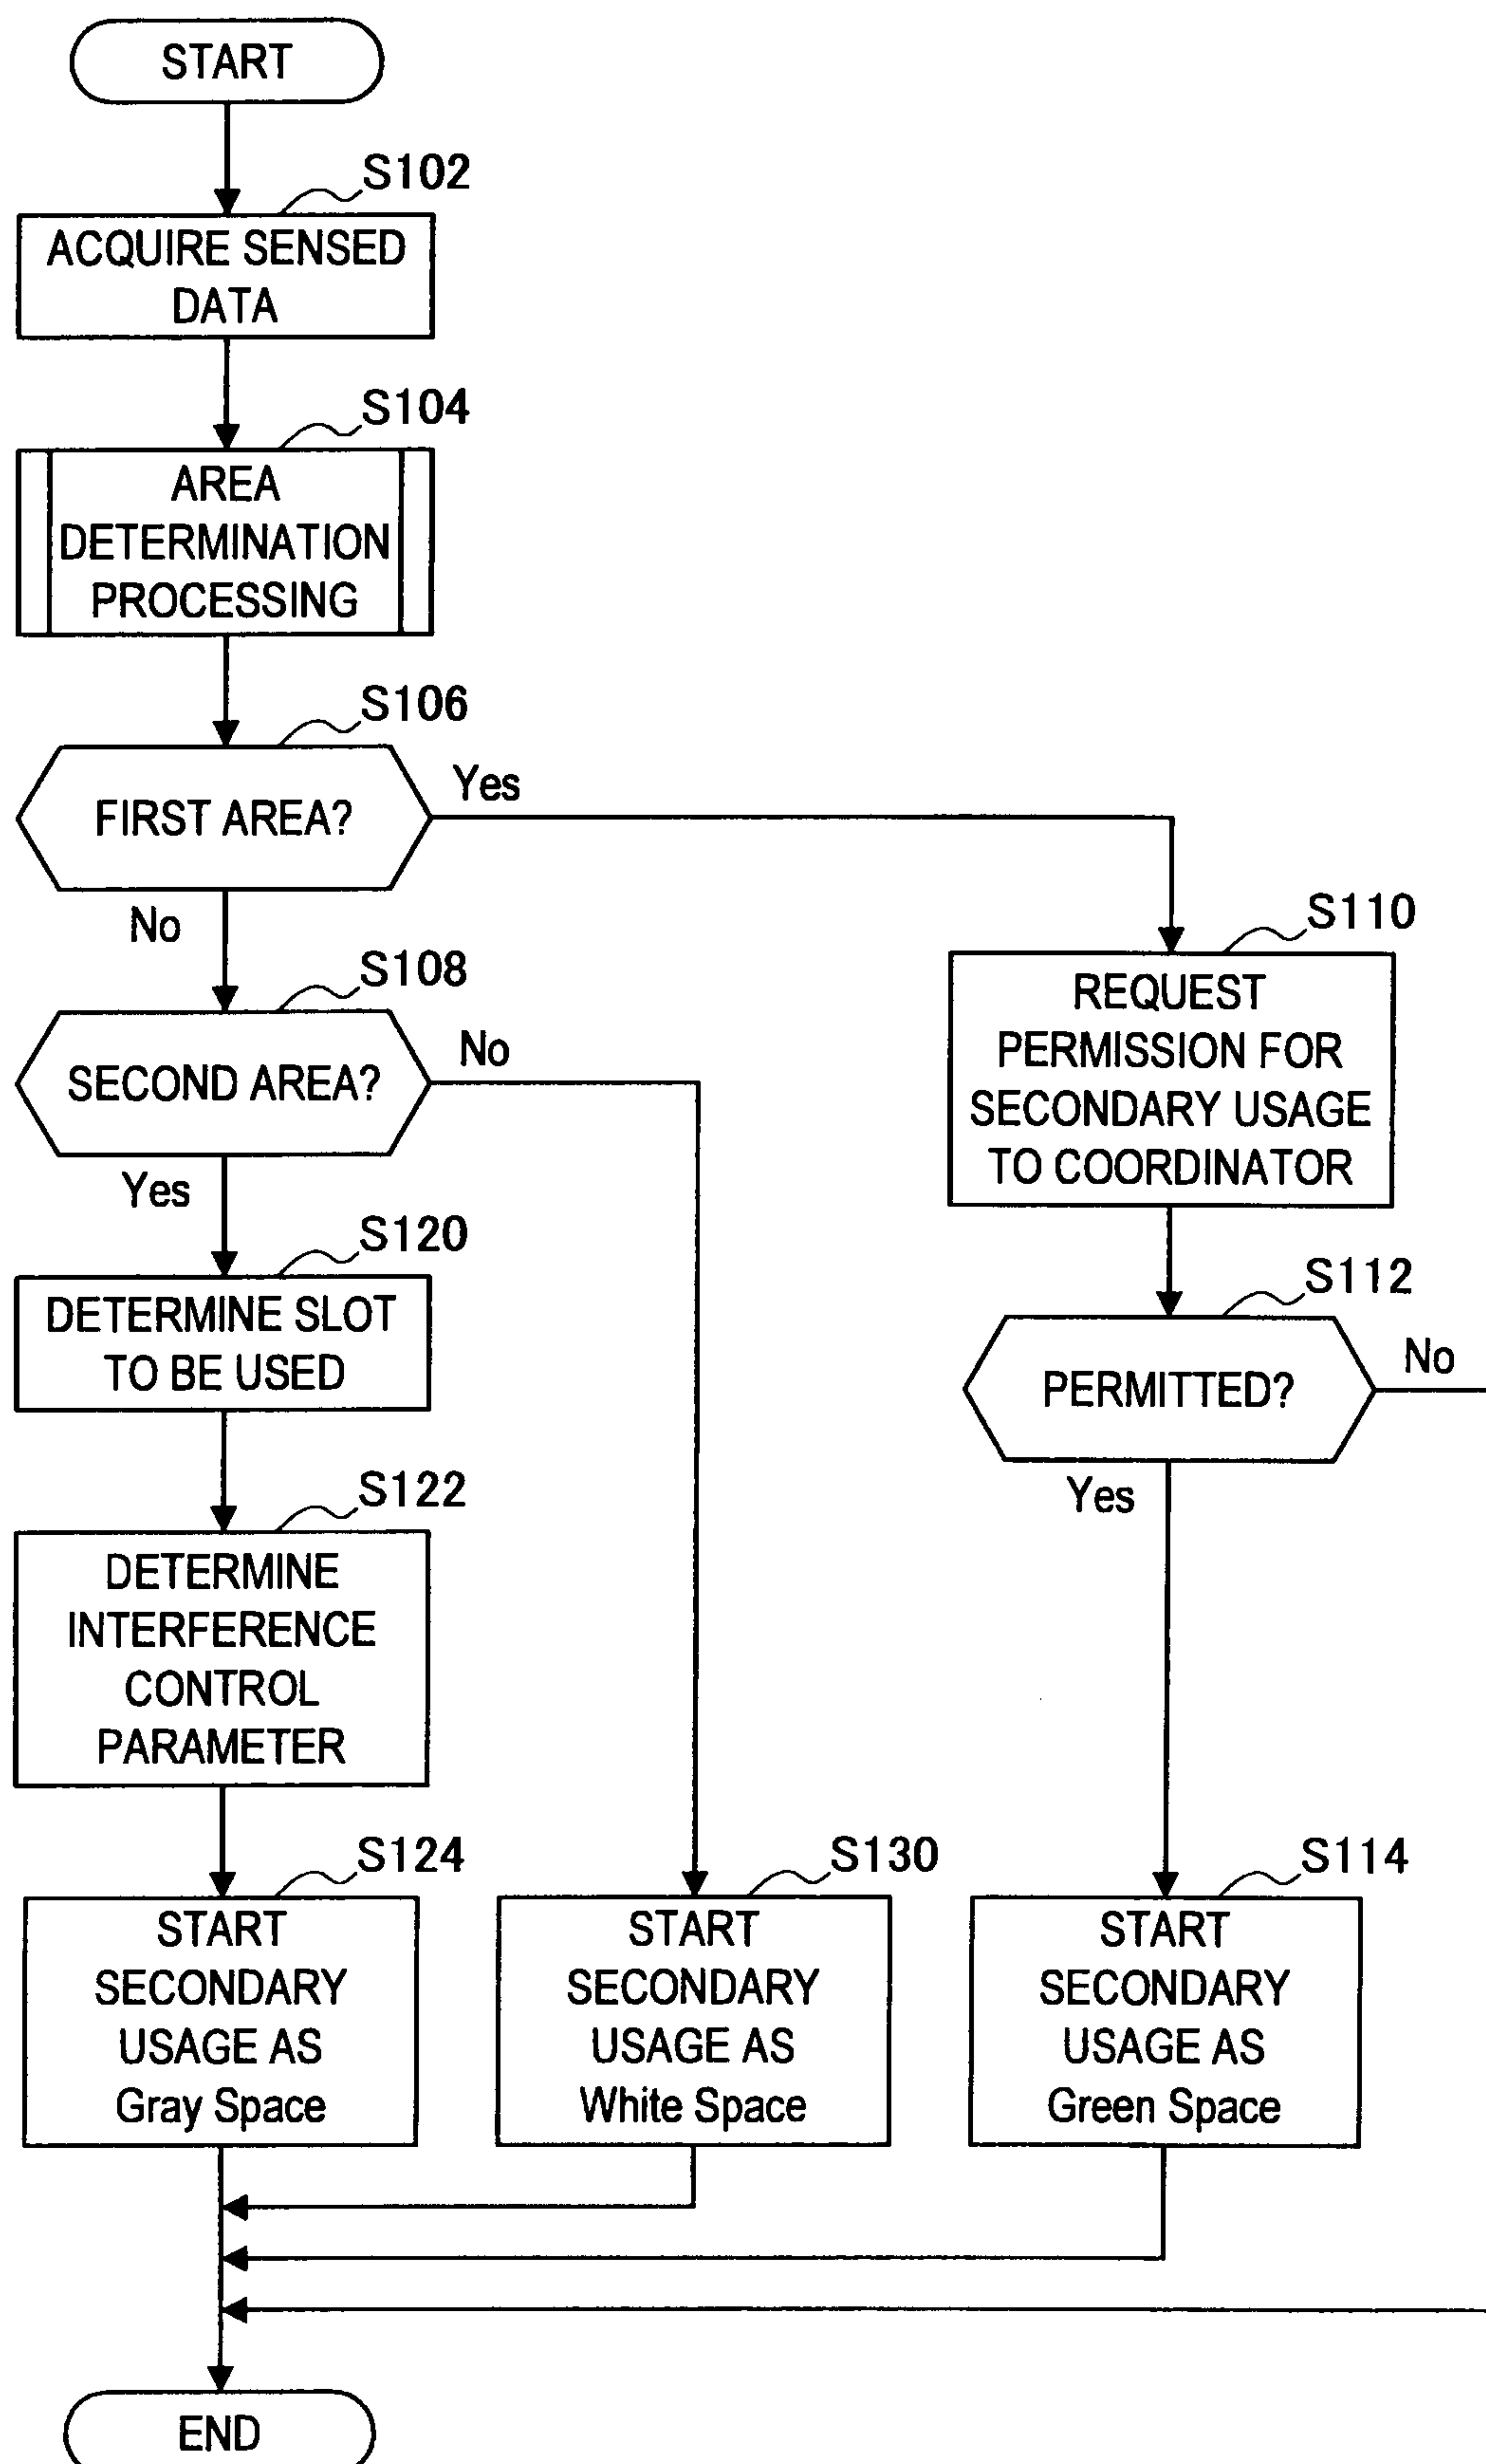 START
S102
ACQUIRE SENSED
DATA
S104
AREA
DETERMINATION
PROCESSING
S106
FIRST AREA?
Yes
No
S108
SECOND AREA?
No
Yes
S110
REQUEST
PERMISSION FOR
SECONDARY USAGE
TO COORDINATOR
S112
PERMITTED?
No
Yes
S120
DETERMINE SLOT
TO BE USED
S122
DETERMINE
INTERFERENCE
CONTROL
PARAMETER
S124
START
SECONDARY
USAGE AS
Gray Space
S130
START
SECONDARY
USAGE AS
White Space
S114
START
SECONDARY
USAGE AS
Green Space
END